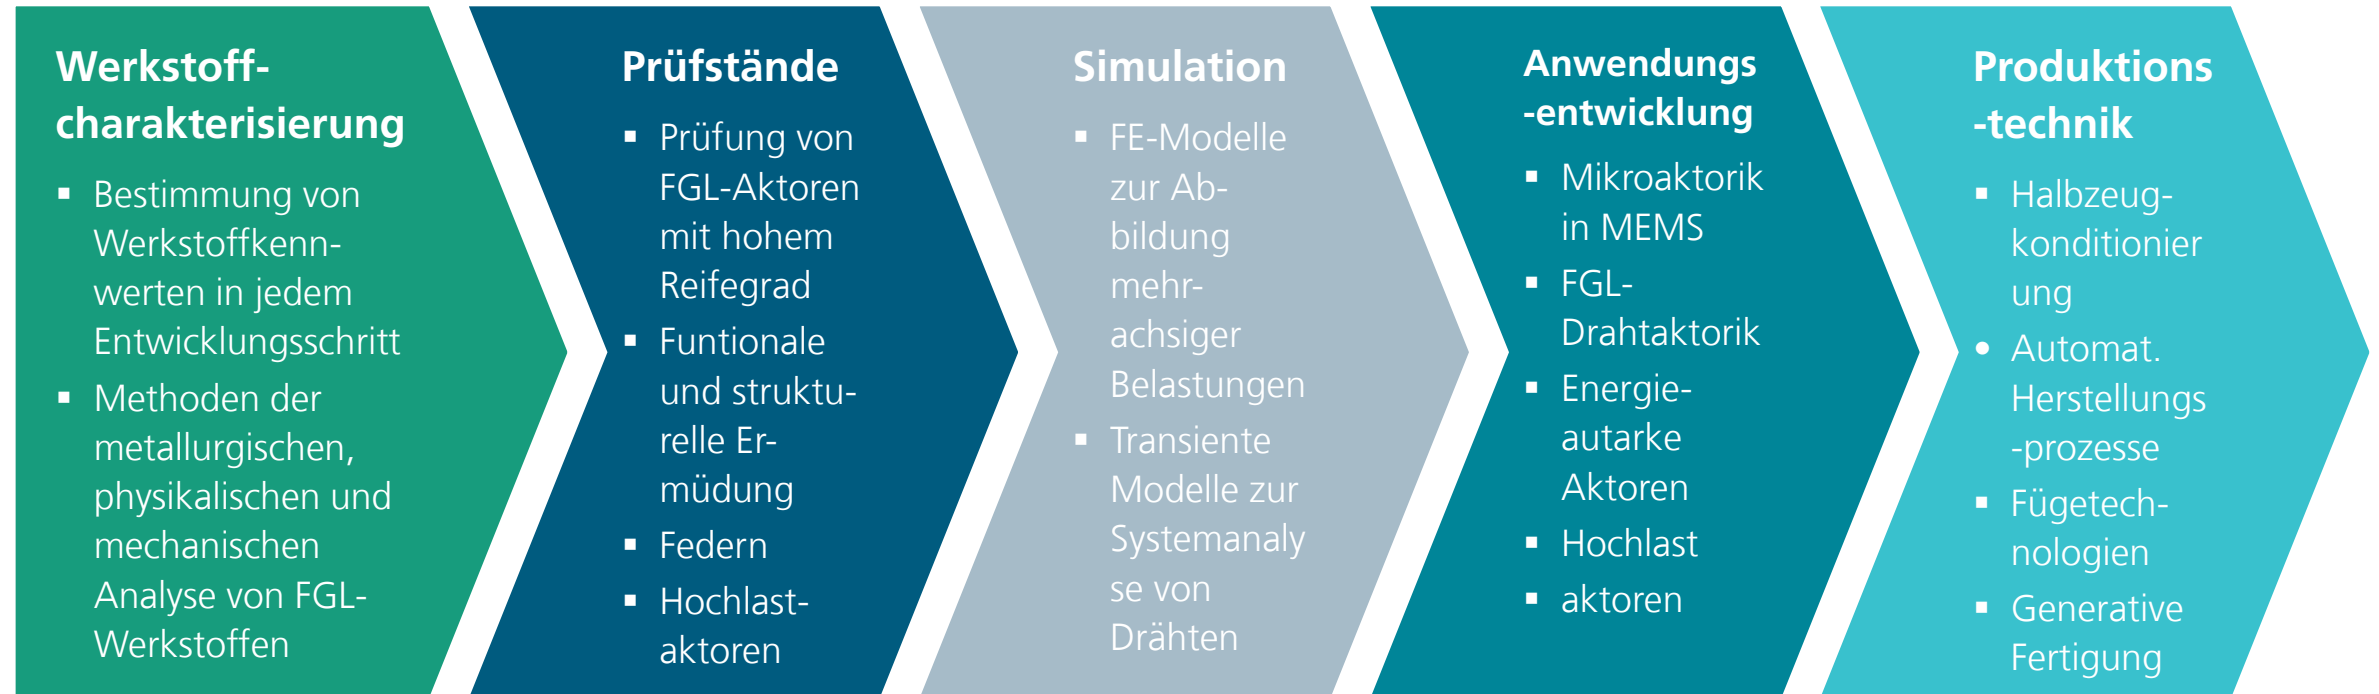 Werkstoff-
charakterisierung
▪ Bestimmung von
Werkstoffkenn-
werten in jedem
Entwicklungsschritt
▪ Methoden der
metallurgischen,
physikalischen und
mechanischen
Analyse von FGL-
Werkstoffen
Prüfstände
▪ Prüfung von
FGL-Aktoren
mit hohem
Reifegrad
▪ Funtionale
und struktu-
relle Er-
müdung
▪ Federn
▪ Hochlast-
aktoren
Simulation
▪ FE-Modelle
zur Ab-
bildung
mehr-
achsiger
Belastungen
▪ Transiente
Modelle zur
Systemanaly
se von
Drähten
Anwendungs
-entwicklung
▪ Mikroaktorik
in MEMS
▪ FGL-
Drahtaktorik
▪ Energie-
autarke
Aktoren
▪ Hochlast
▪ aktoren
Produktions
-technik
▪ Halbzeug-
konditionier
ung
• Automat.
Herstellungs
-prozesse
▪ Fügetech-
nologien
▪ Generative
Fertigung